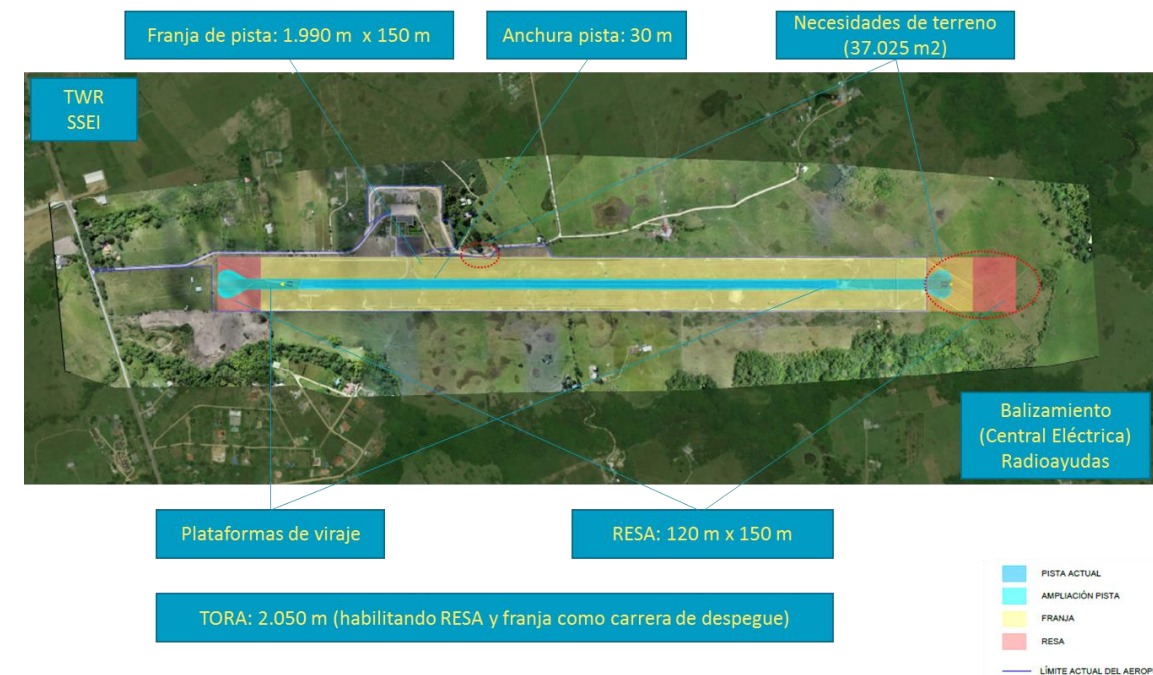 Franja de pista: 1.990 m x 150 m
Anchura pista: 30 m
Necesidades de terreno
(37.025 m2)
TWR
SSEI
Balizamiento
(Central Eléctrica)
Radioayudas
Plataformas de viraje
RESA: 120 m x 150 m
TORA: 2.050 m (habilitando RESA y franja como carrera de despegue)
PISTA ACTUAL
AMPLIACIÓN PISTA
FRANJA
RESA
LÍMITE ACTUAL DEL AEROP